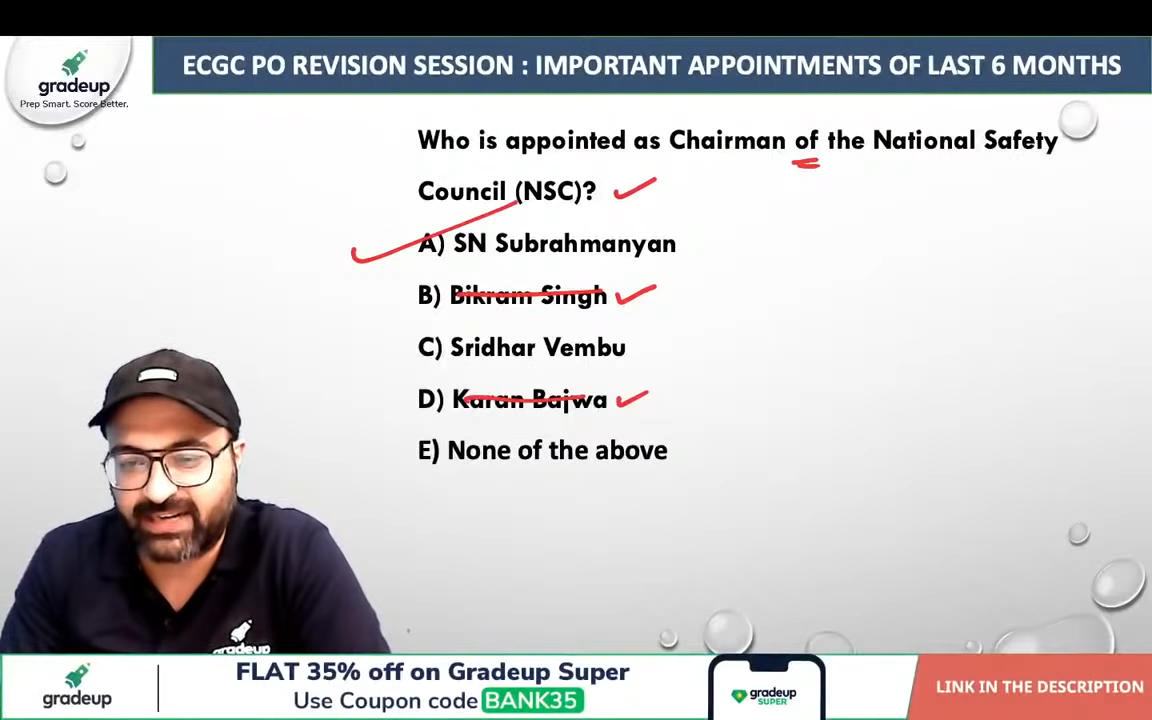 gradeup
Prep Smart. Score Better.
ECGC PO REVISION SESSION : IMPORTANT APPOINTMENTS OF LAST 6 MONTHS
Who is appointed as Chairman of the National Safety
Council (NSC)?
A) SN Subrahmanyan
B) Bikram Singh
C) Sridhar Vembu
D) Karan Bajwa
E) None of the above
gradeup
gradeup
FLAT 35% off on Gradeup Super
Use Coupon code BANK35
gradeup
SUPER
LINK IN THE DESCRIPTION